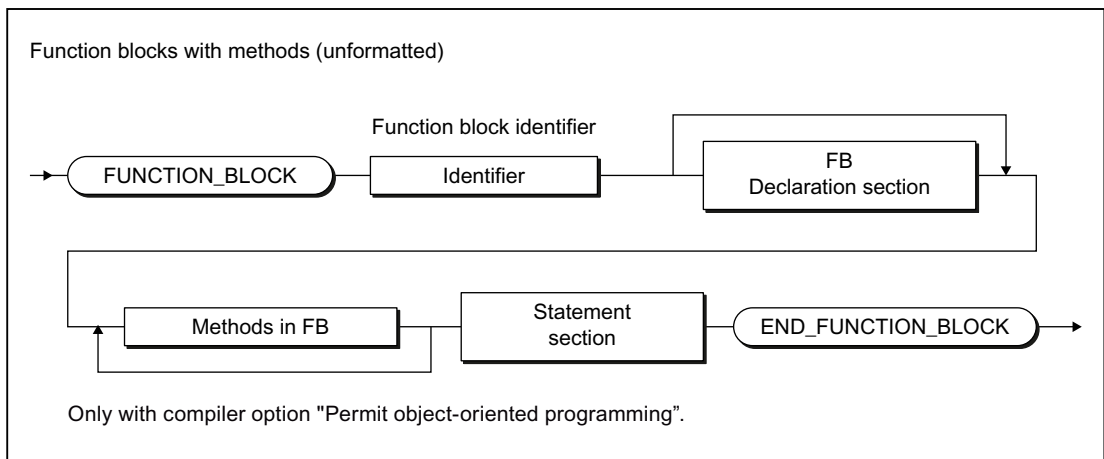 Function blocks with methods (unformatted)
Function block identifier
FUNCTION_BLOCK
Identifier
FB
Declaration section
Methods in FB
Statement
section
END_FUNCTION_BLOCK
Only with compiler option "Permit object-oriented programming”.